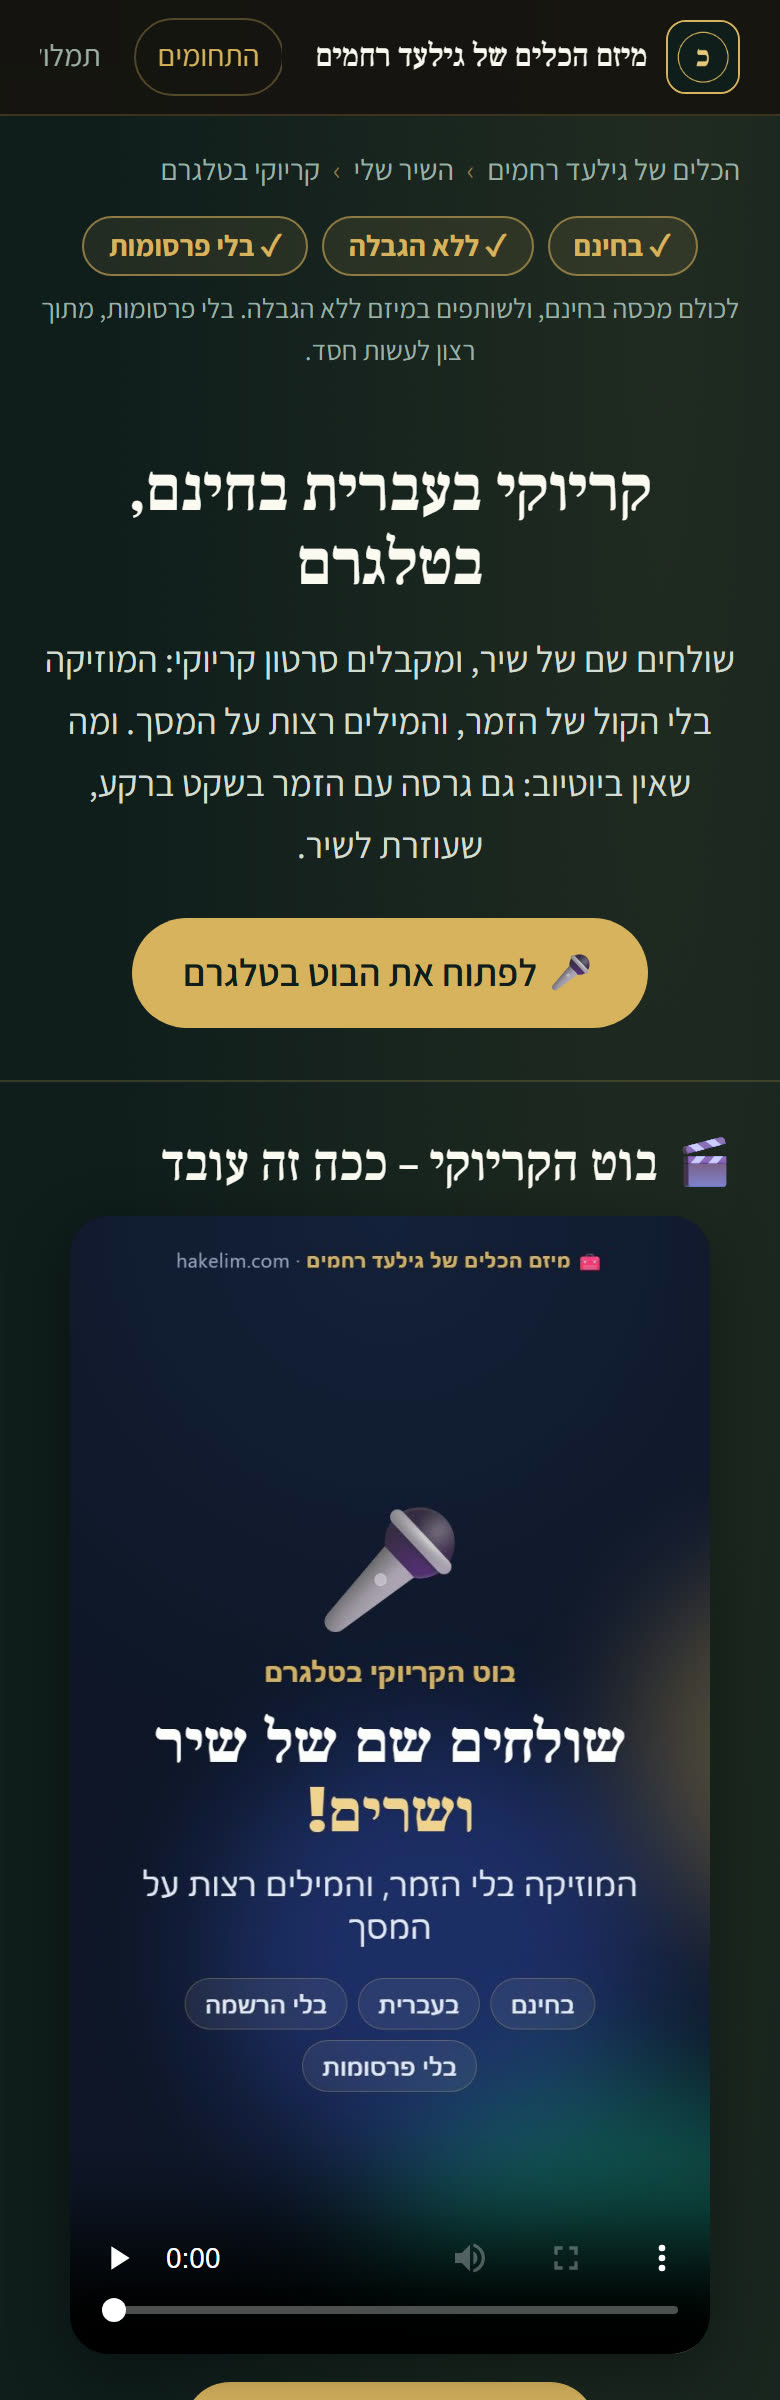 כ
מיזם הכלים של גילעד רחמים
התחומים
הכלים של גילעד רחמים › השיר שלי › קריוקי בטלגרם
✓ בחינם
✓ ללא הגבלה
✓ בלי פרסומות
לכולם מכסה בחינם, ולשותפים במיזם ללא הגבלה. בלי פרסומות, מתוך
רצון לעשות חסד.
קריוקי בעברית בחינם,
בטלגרם
שולחים שם של שיר, ומקבלים סרטון קריוקי: המוזיקה
בלי הקול של הזמר, והמילים רצות על המסך. ומה
שאין ביוטיוב: גם גרסה עם הזמר בשקט ברקע,
שעוזרת לשיר.
🎤 לפתוח את הבוט בטלגרם
🎬 בוט הקריוקי – ככה זה עובד
🧰 מיזם הכלים של גילעד רחמים · hakelim.com
בוט הקריוקי בטלגרם
שולחים שם של שיר
ושרים!
המוזיקה בלי הזמר, והמילים רצות על
המסך
בחינם
בעברית
בלי הרשמה
בלי פרסומות
0:00